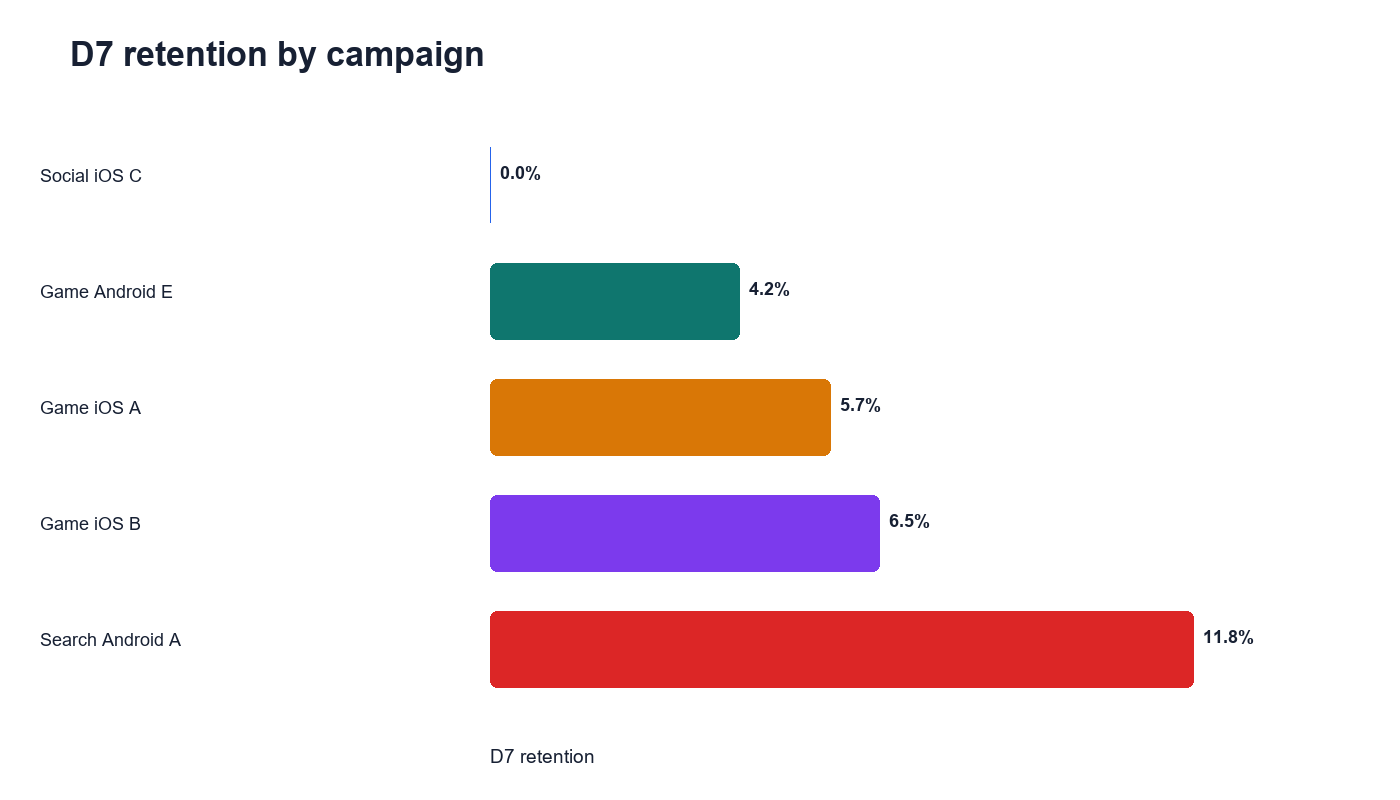 D7 retention by campaign
Social iOS C 0.0%
Game Android E 4.2%
Game iOS A 5.7%
Game iOS B 6.5%
Search Android A 11.8%
D7 retention